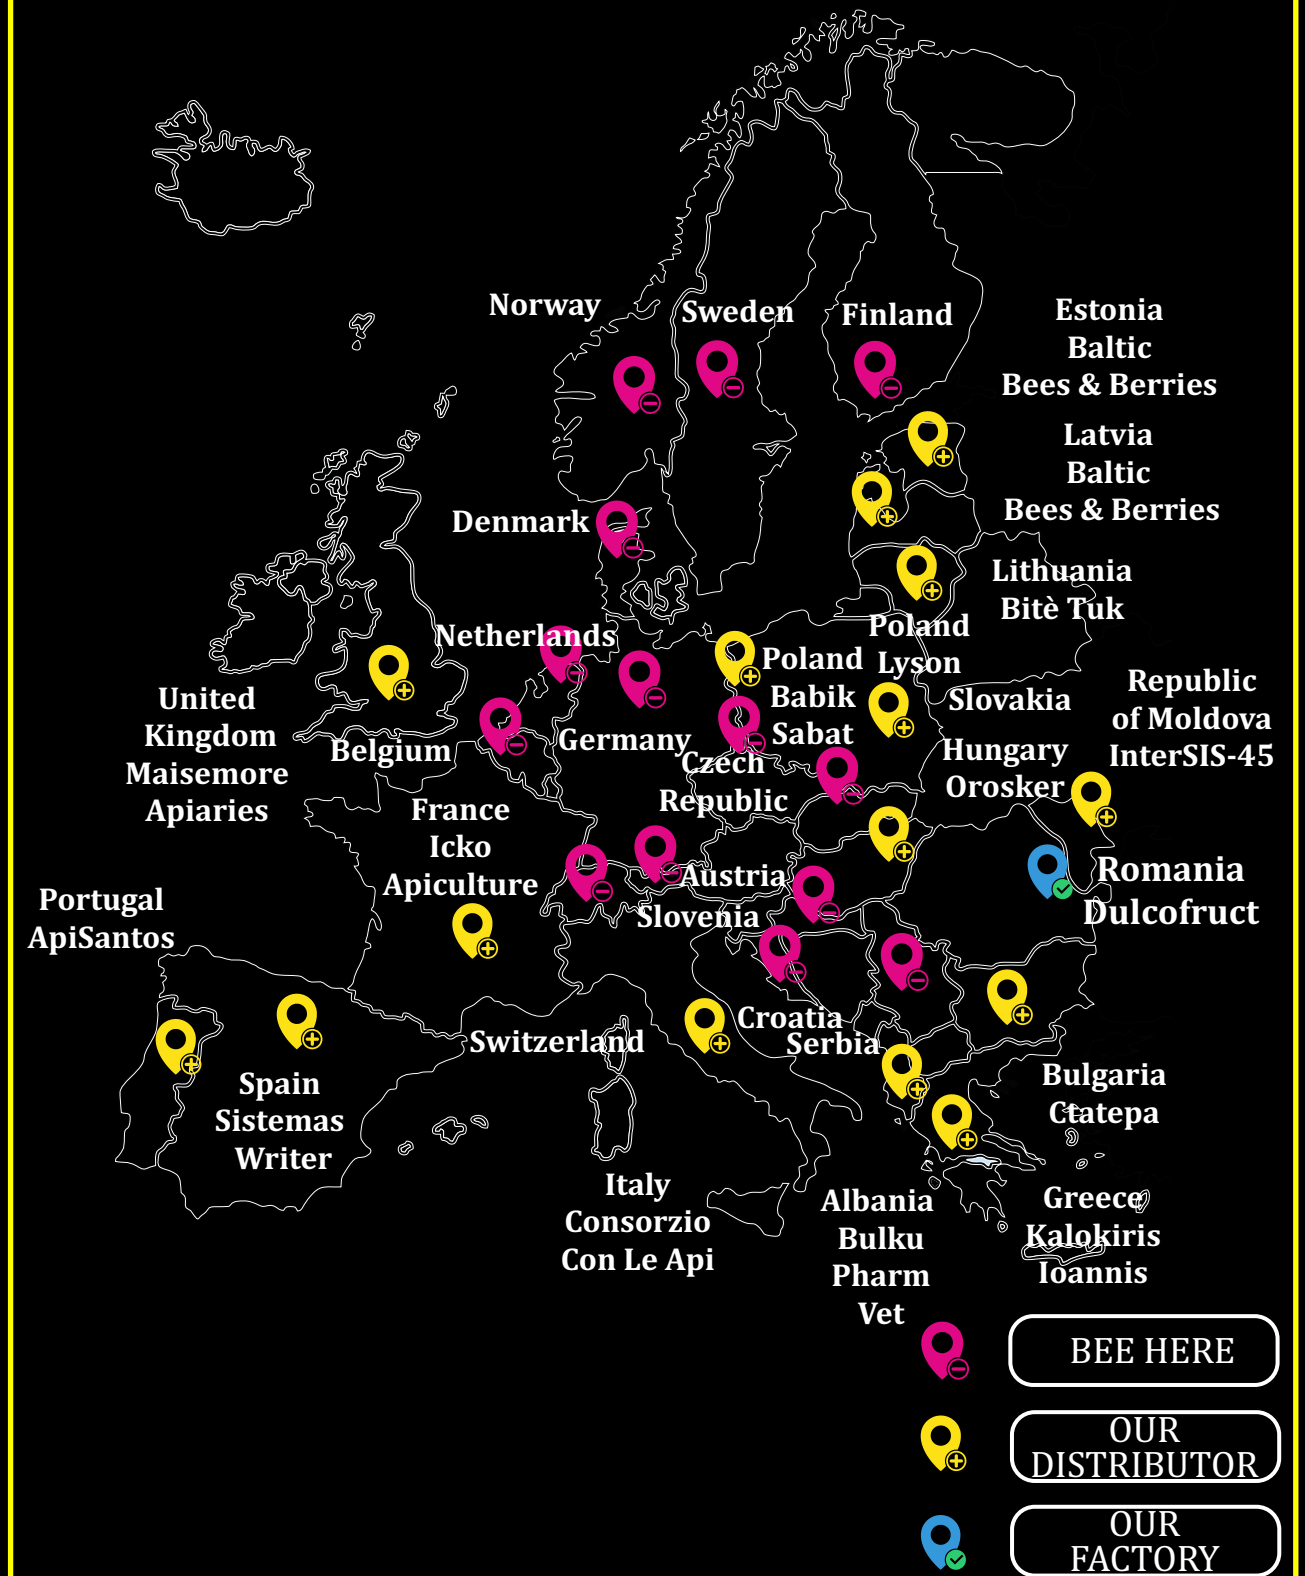 Norway
Sweden
Finland
Estonia
Baltic
Bees & Berries
Latvia
Baltic
Bees & Berries
Denmark
Lithuania
Bitè Tuk
Netherlands
Poland
Lyson
Poland
Babik
Sabat
United
Kingdom
Maisemore
Apiaries
Belgium
Germany
Slovakia
Republic
of Moldova
InterSIS-45
Hungary
Orosker
Czech
Republic
France
Icko
Apiculture
Austria
Slovenia
Romania
Dulcofruct
Portugal
ApiSantos
Switzerland
Croatia
Serbia
Spain
Sistemas
Writer
Bulgaria
Ctatepa
Italy
Consorzio
Con Le Api
Albania
Bulku
Pharm
Vet
Greece
Kalokiris
Ioannis
BEE HERE
OUR
DISTRIBUTOR
OUR
FACTORY